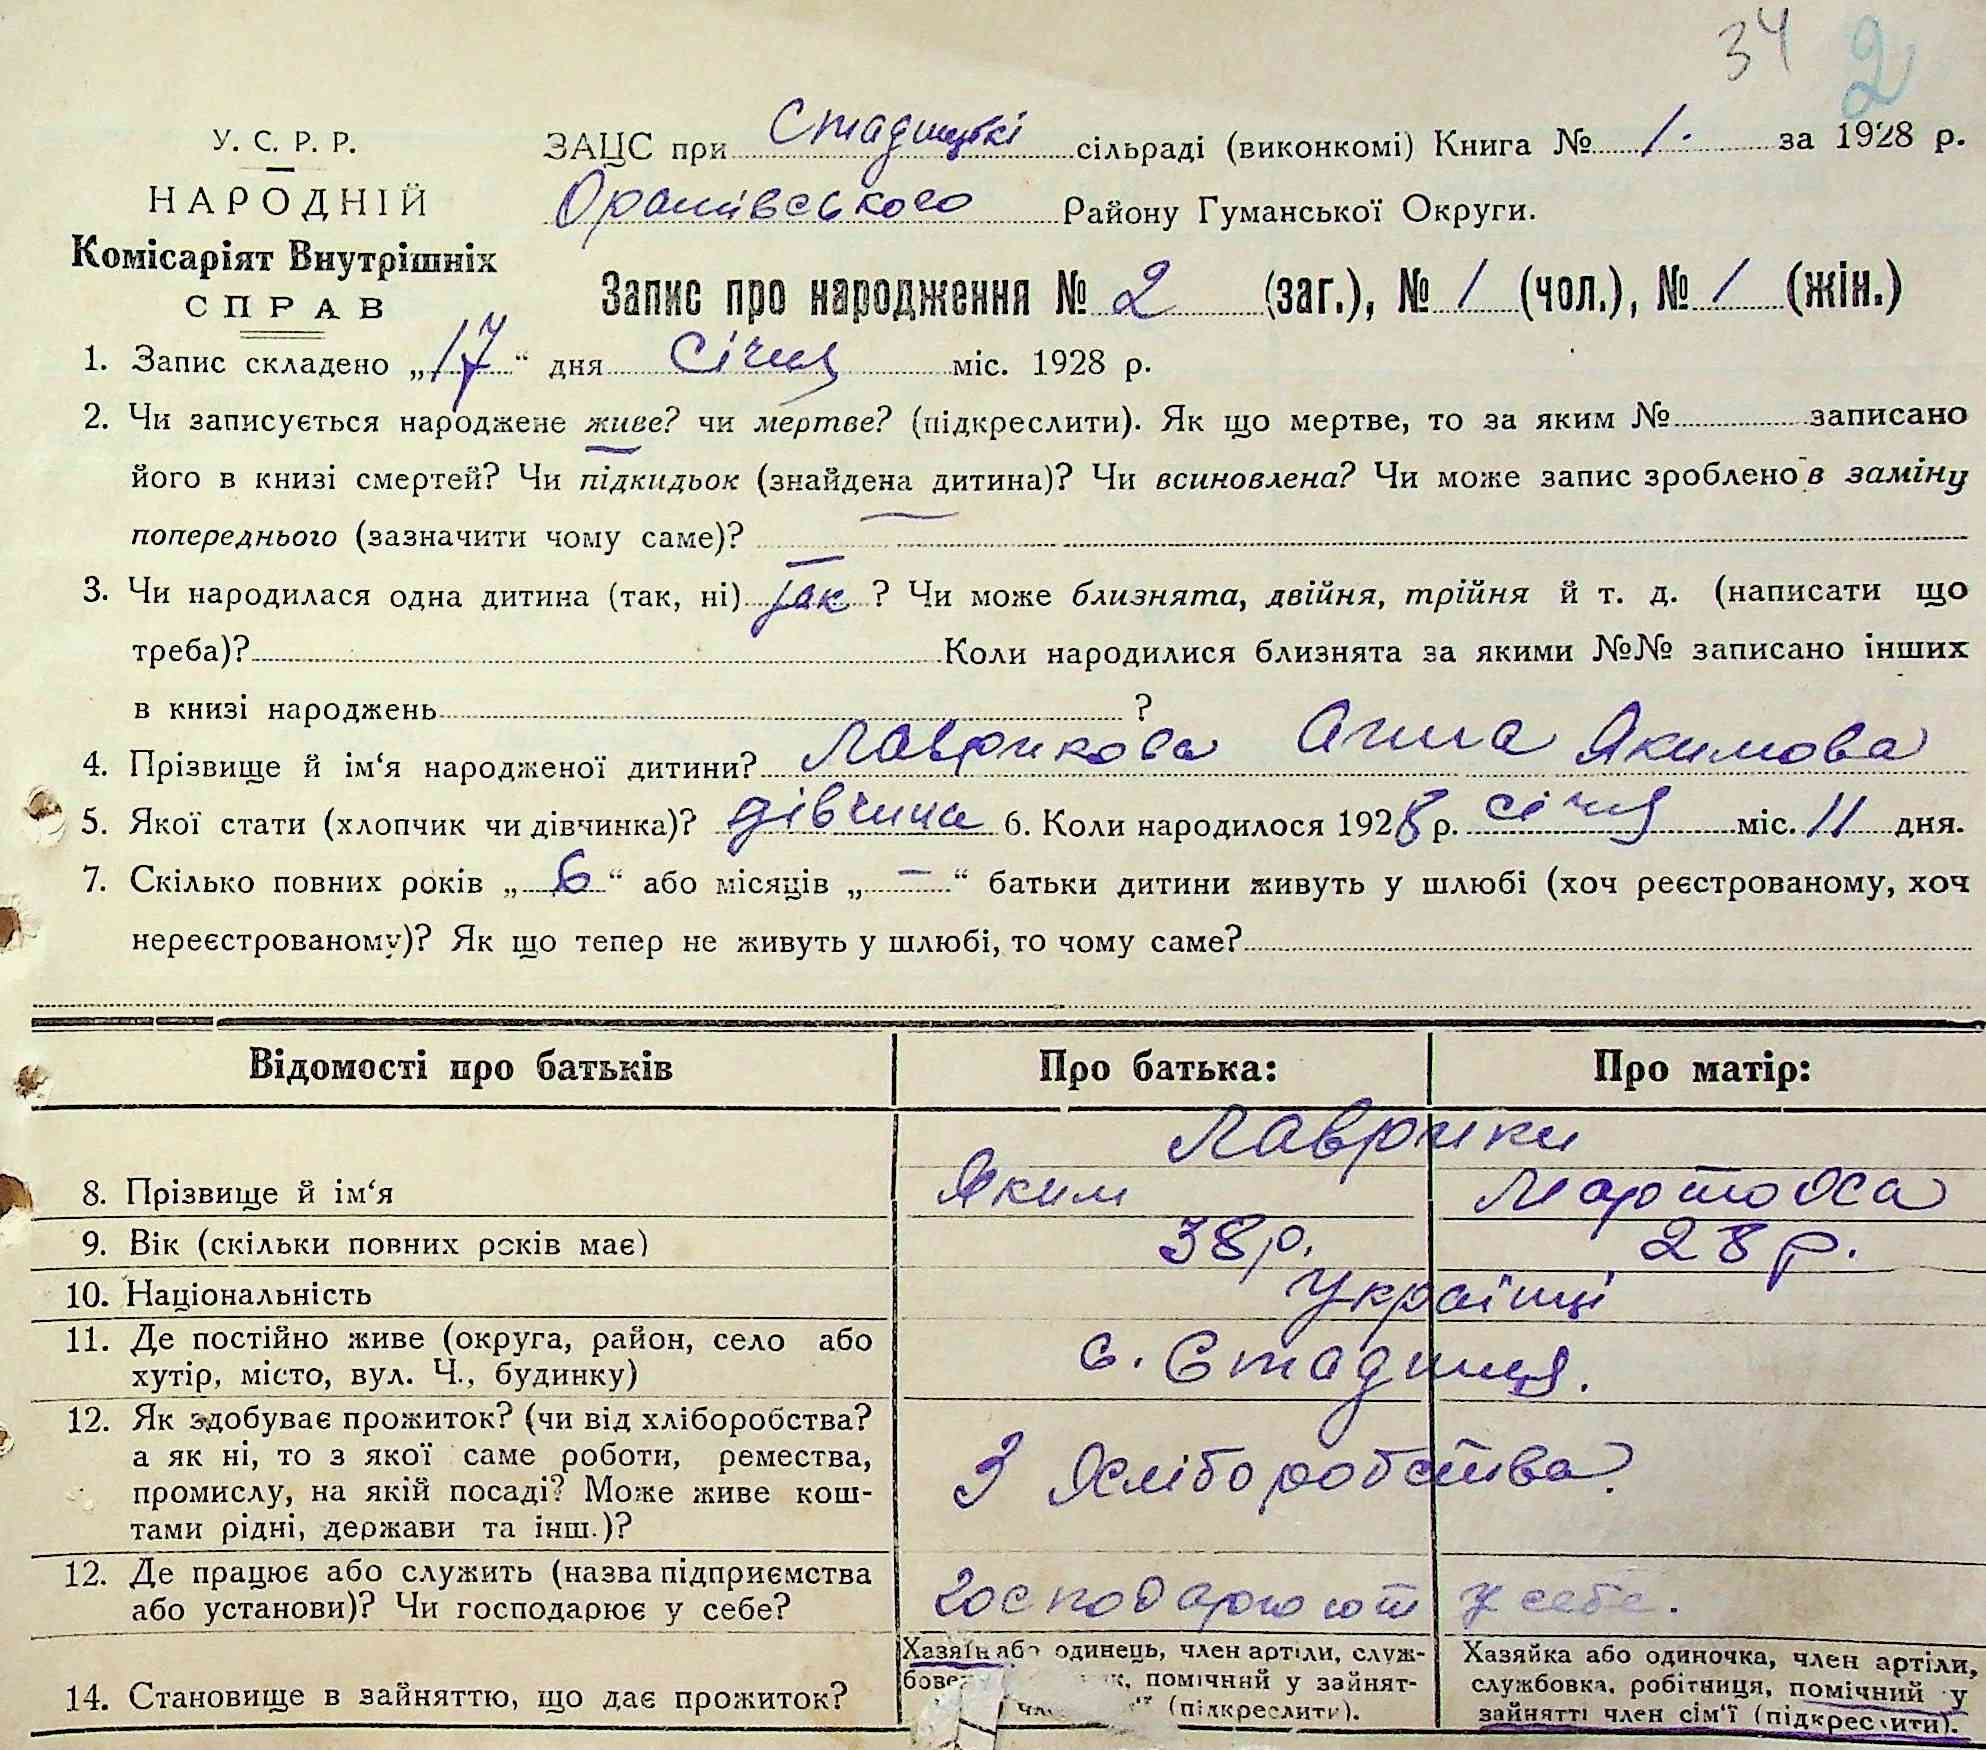 34 2
У. С. Р. Р.
НАРОДНІЙ
Комісаріят Внутрішніх
СПРАВ
ЗАЦС при Стадницькі сільраді (виконкомі) Книга № 1. за 1928 р.
Оратівського Району Гуманської Округи.
Запис про народження № 2 (заг.), № / (чол.), № 1 (жін.)
1. Запис складено „17“ дня Січня міс. 1928 р.
2. Чи записується народжене живе? чи мертве? (підкреслити). Як що мертве, то за яким № записано
його в книзі смертей? Чи підкидьок (знайдена дитина)? Чи всиновлена? Чи може запис зроблено в заміну
попереднього (зазначити чому саме)?
3. Чи народилася одна дитина (так, ні) так ? Чи може близнята, двійня, трійня й т. д. (написати що
треба)? Коли народилися близнята за якими №№ записано інших
в книзі народжень ?
4. Прізвище й ім‘я народженої дитини? Лаврикова Анна Якимова
5. Якої стати (хлопчик чи дівчинка)? дівчина 6. Коли народилося 1928 р. січня міс. 11 дня.
7. Скілько повних років „6“ або місяців „—“ батьки дитини живуть у шлюбі (хоч реєстрованому, хоч
нереєстрованому)? Як що тепер не живуть у шлюбі, то чому саме?
Відомості про батьків Про батька: Про матір:
Лаврики
8. Прізвище й ім‘я Яким
9. Вік (скільки повних років має) 38 р. 28 р.
10. Національність Українці
11. Де постійно живе (округа, район, село або
хутір, місто, вул. Ч., будинку) с. Стадниця.
12. Як здобуває прожиток? (чи від хліборобства?
а як ні, то з якої саме роботи, ремества,
промислу, на якій посаді? Може живе кош-
тами рідні, держави та інш.)? З Хліборобства.
12. Де працює або служить (назва підприємства
або установи)? Чи господарює у себе? Господарюють у себе.
14. Становище в зайняттю, що дає прожиток?
Хазяїн або одинець, член артіли, служ-
помічний у зайнят-
(підкреслити).
Хазяйка або одиночка, член артіли,
службовка, робітниця, помічний у
зайнятті член сім‘ї (підкреслити).